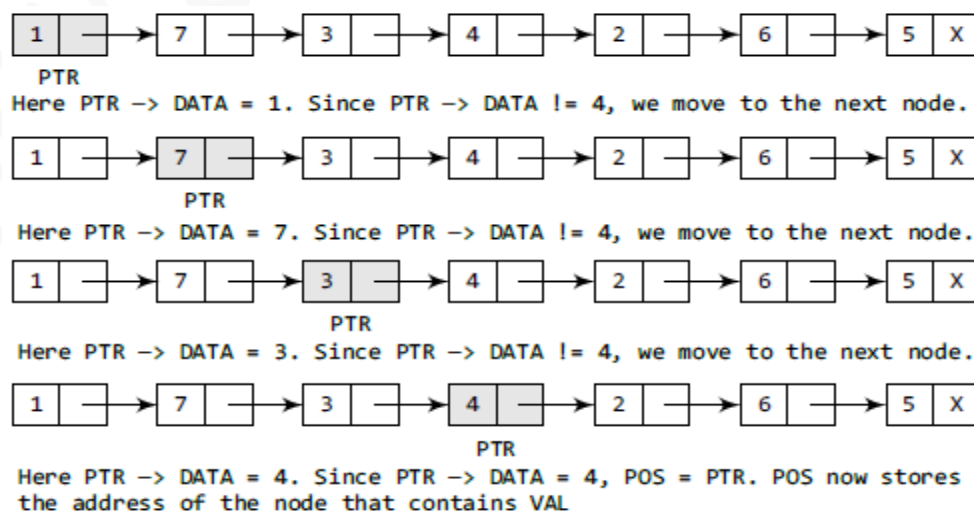 1 7 3 4 2 6 5 X
PTR
Here PTR —> DATA = 1. Since PTR —> DATA != 4, we move to the next node.
1 7 3 4 2 6 5 X
PTR
Here PTR —> DATA = 7. Since PTR —> DATA != 4, we move to the next node.
1 7 3 4 2 6 5 X
PTR
Here PTR —> DATA = 3. Since PTR —> DATA != 4, we move to the next node.
1 7 3 4 2 6 5 X
PTR
Here PTR —> DATA = 4. Since PTR —> DATA = 4, POS = PTR. POS now stores
the address of the node that contains VAL